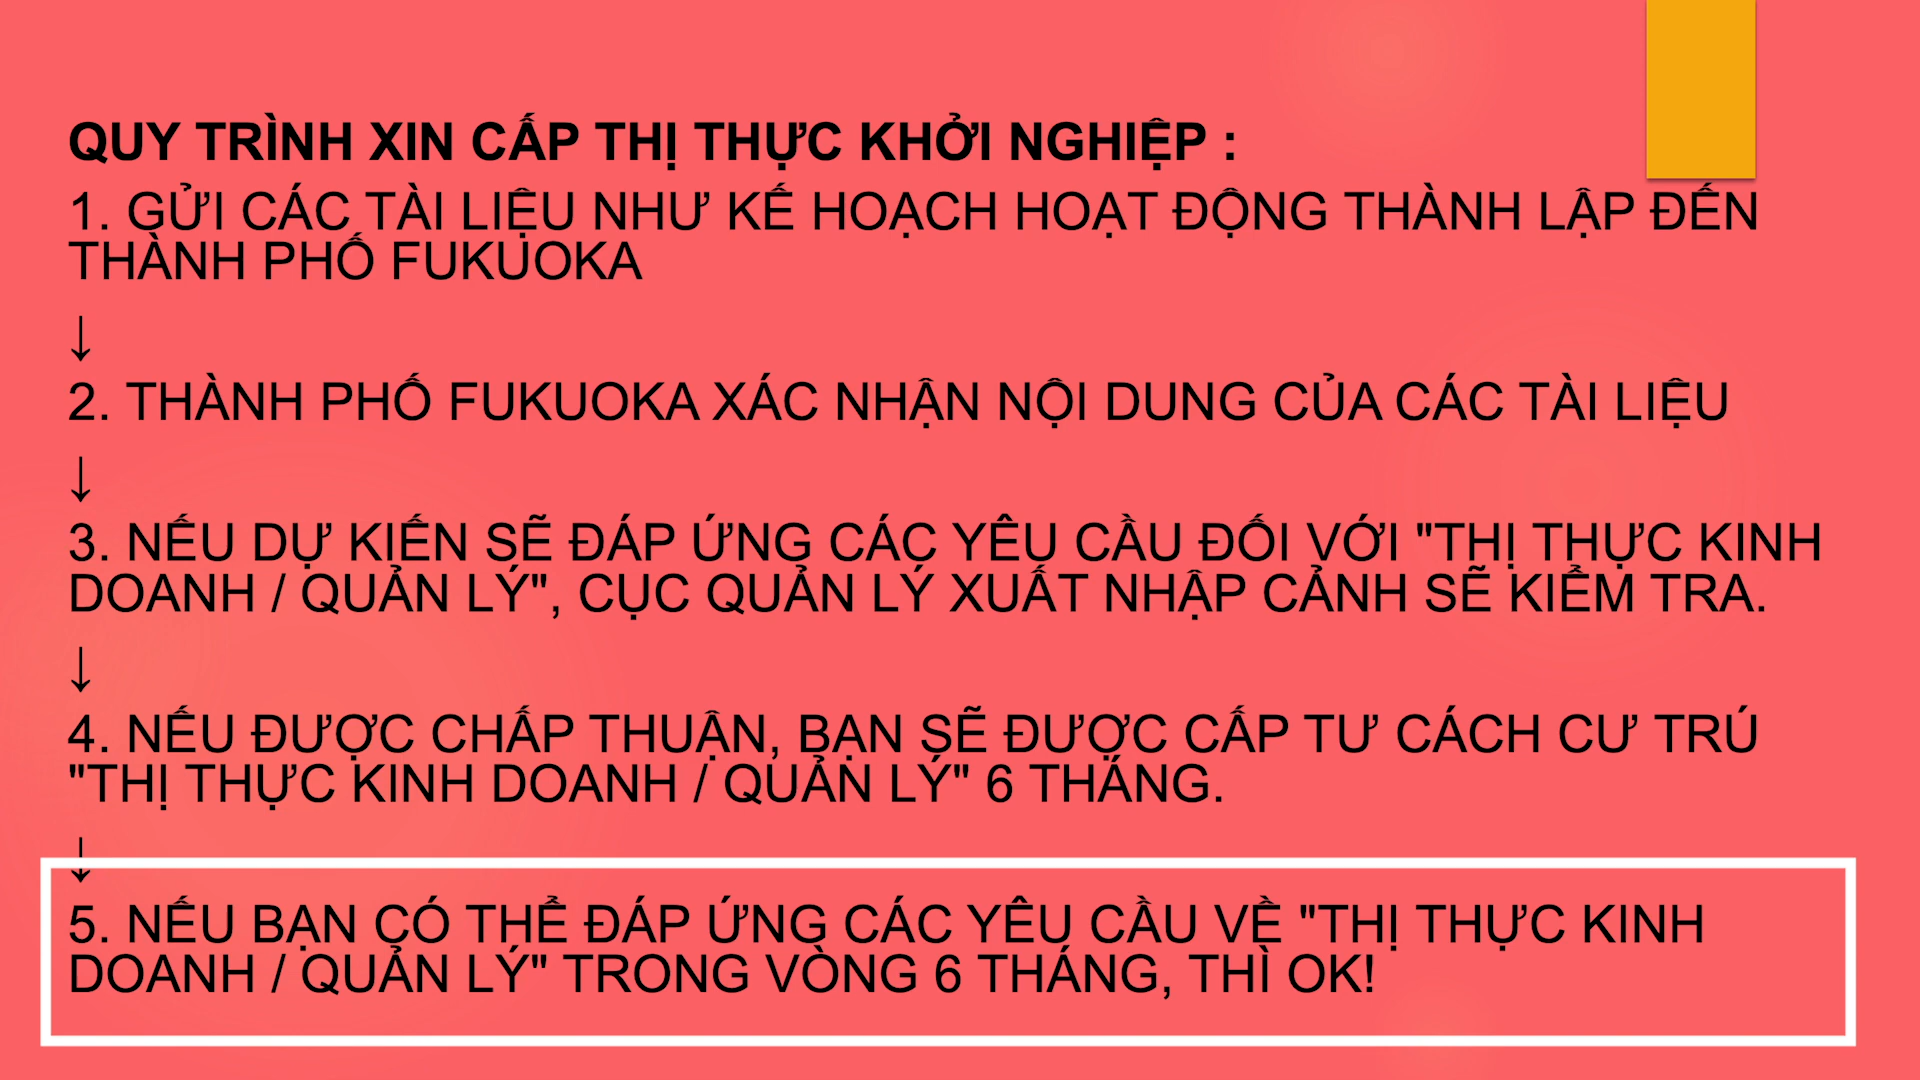 QUY TRÌNH XIN CẤP THỊ THỰC KHỞI NGHIỆP :
1. GỬI CÁC TÀI LIỆU NHƯ KẾ HOẠCH HOẠT ĐỘNG THÀNH LẬP ĐẾN
THÀNH PHỐ FUKUOKA
↓
2. THÀNH PHỐ FUKUOKA XÁC NHẬN NỘI DUNG CỦA CÁC TÀI LIỆU
↓
3. NẾU DỰ KIẾN SẼ ĐÁP ỨNG CÁC YÊU CẦU ĐỐI VỚI "THỊ THỰC KINH
DOANH / QUẢN LÝ", CỤC QUẢN LÝ XUẤT NHẬP CẢNH SẼ KIỂM TRA.
↓
4. NẾU ĐƯỢC CHẤP THUẬN, BẠN SẼ ĐƯỢC CẤP TƯ CÁCH CƯ TRÚ
"THỊ THỰC KINH DOANH / QUẢN LÝ" 6 THÁNG.
↓
5. NẾU BẠN CÓ THỂ ĐÁP ỨNG CÁC YÊU CẦU VỀ "THỊ THỰC KINH
DOANH / QUẢN LÝ" TRONG VÒNG 6 THÁNG, THÌ OK!